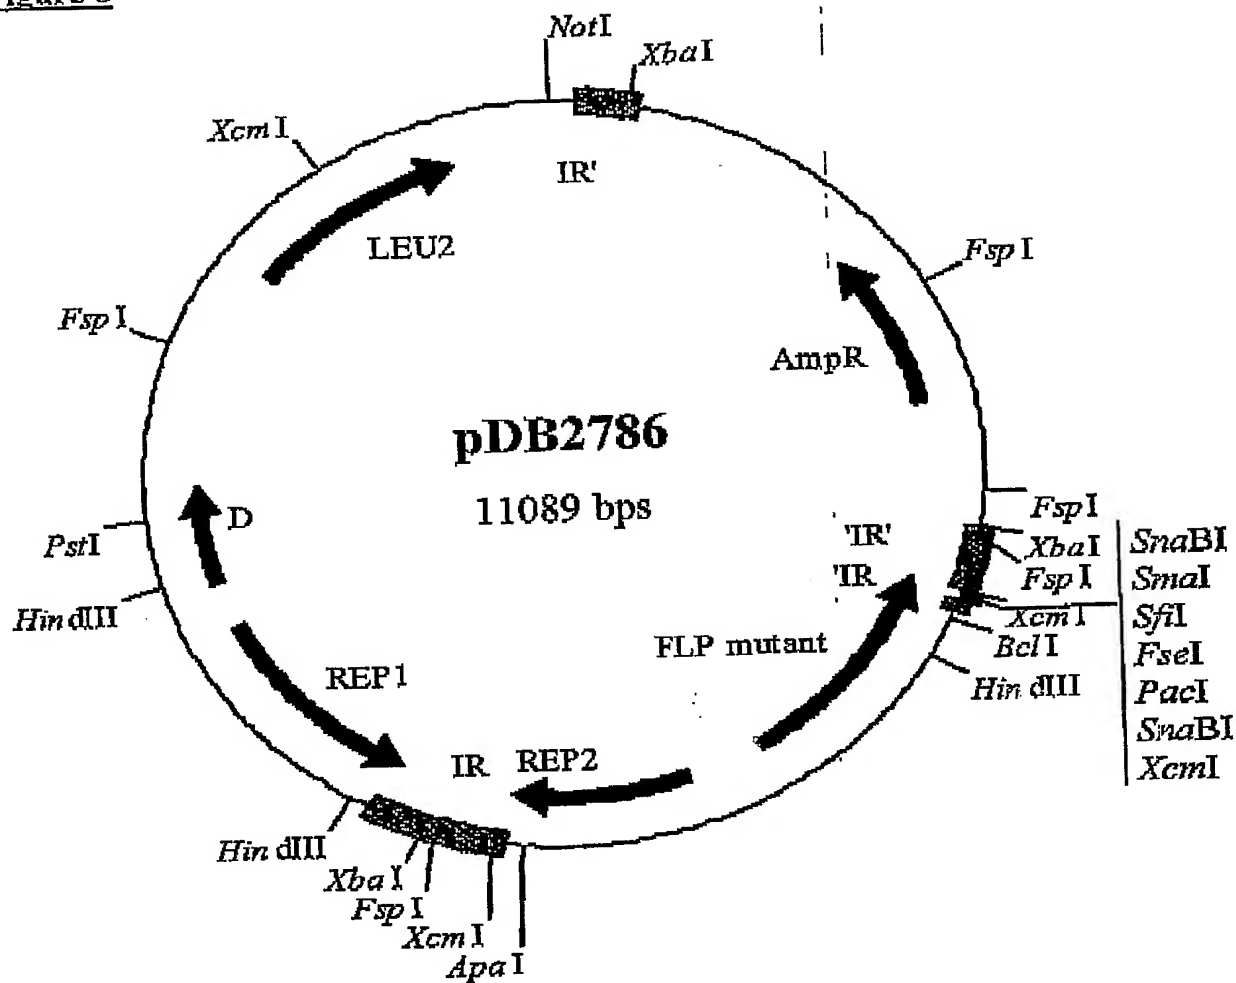 NotI
XbaI
XcmI
IR'
LEU2
FspI
FspI
AmpR
pDB2786
11089 bps
D
PstI
HindIII
FspI
'IR'
XbaI
'IR
FspI
XcmI
BclI
HindIII
SnaBI
SmaI
SfiI
FseI
PacI
SnaBI
XcmI
FLP mutant
REP1
IR
REP2
HindIII
XbaI
FspI
XcmI
ApaI